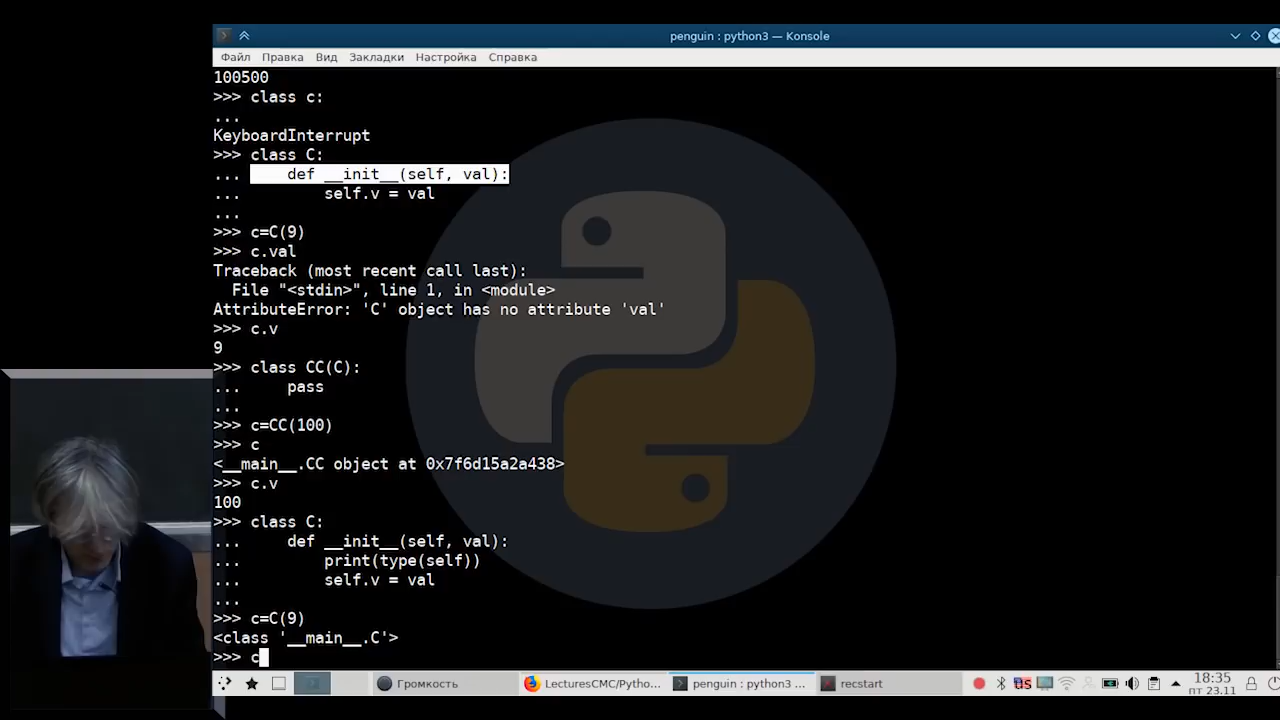 penguin : python3 — Konsole
Файл Правка Вид Закладки Настройка Справка
100500
>>> class c:
...
KeyboardInterrupt
>>> class C:
...     def __init__(self, val):
...         self.v = val
...
>>> c=C(9)
>>> c.val
Traceback (most recent call last):
  File "<stdin>", line 1, in <module>
AttributeError: 'C' object has no attribute 'val'
>>> c.v
9
>>> class CC(C):
...     pass
...
>>> c=CC(100)
>>> c
<__main__.CC object at 0x7f6d15a2a438>
>>> c.v
100
>>> class C:
...     def __init__(self, val):
...         print(type(self))
...         self.v = val
...
>>> c=C(9)
<class '__main__.C'>
>>> c
Громкость LecturesCMC/Pytho... penguin : python3 ... recstart us 18:35
пт 23.11